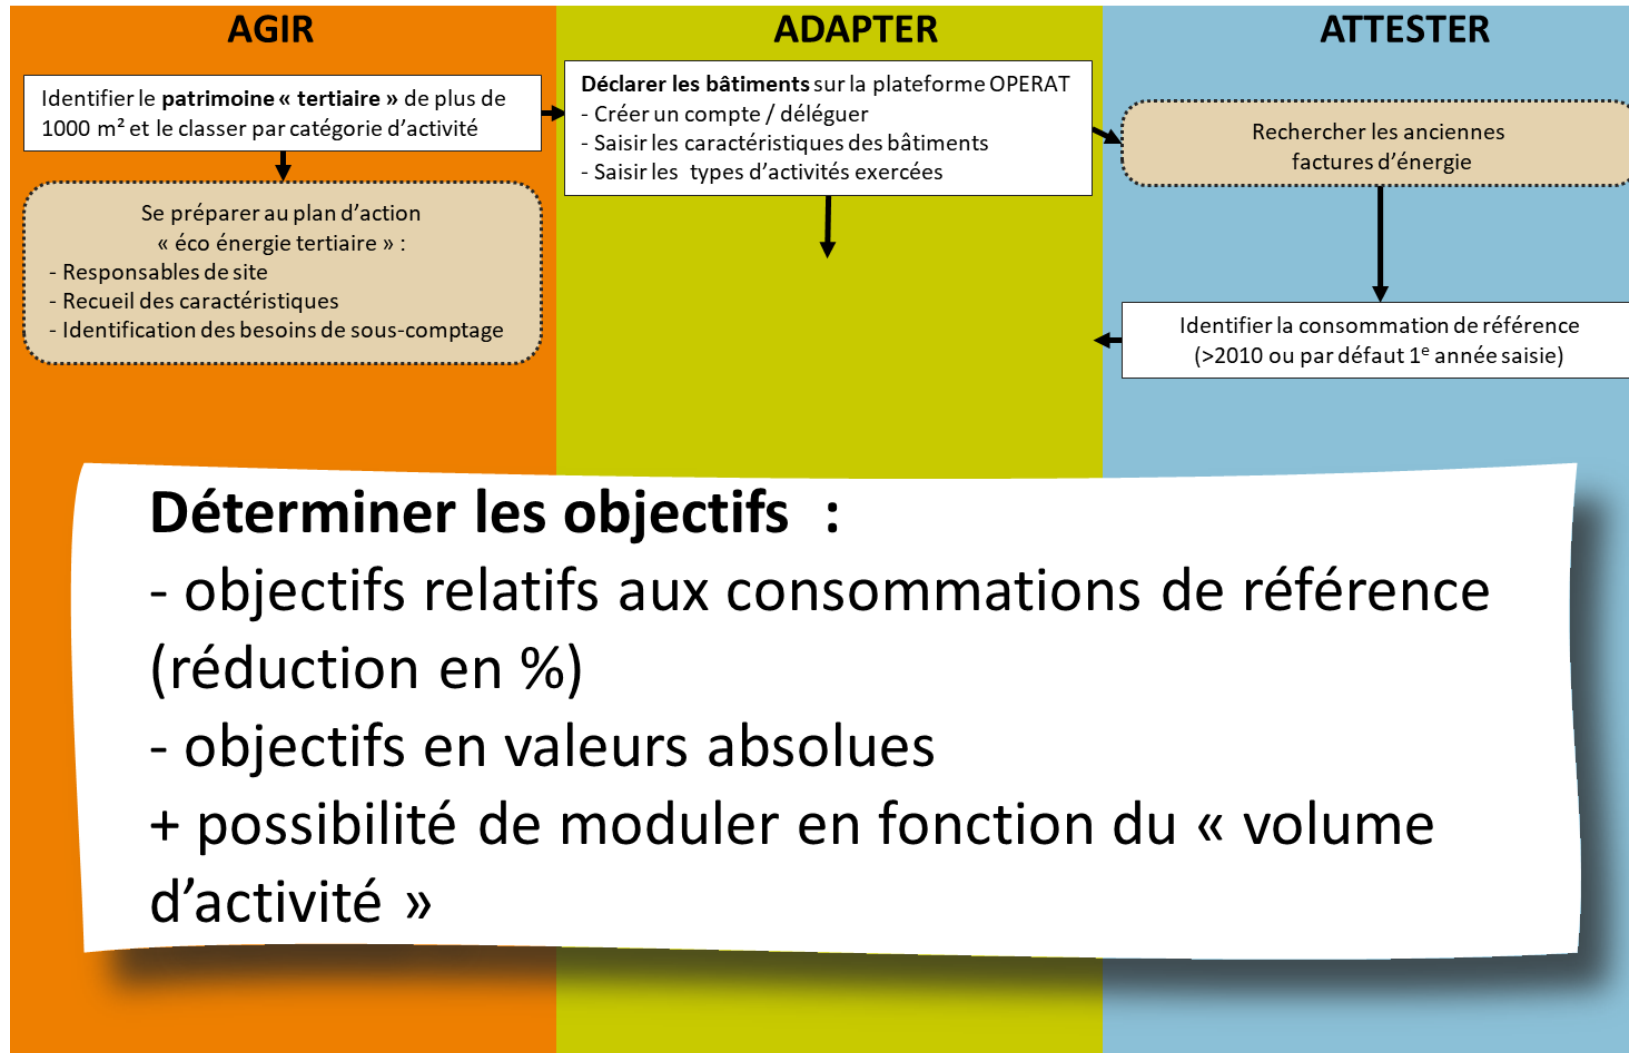 AGIR
Identifier le patrimoine « tertiaire » de plus de
1000 m² et le classer par catégorie d’activité
Se préparer au plan d’action
« éco énergie tertiaire » :
- Responsables de site
- Recueil des caractéristiques
- Identification des besoins de sous-comptage
ADAPTER
Déclarer les bâtiments sur la plateforme OPERAT
- Créer un compte / déléguer
- Saisir les caractéristiques des bâtiments
- Saisir les types d’activités exercées
ATTESTER
Rechercher les anciennes
factures d’énergie
Identifier la consommation de référence
(>2010 ou par défaut 1e année saisie)
Déterminer les objectifs :
- objectifs relatifs aux consommations de référence
(réduction en %)
- objectifs en valeurs absolues
+ possibilité de moduler en fonction du « volume
d’activité »